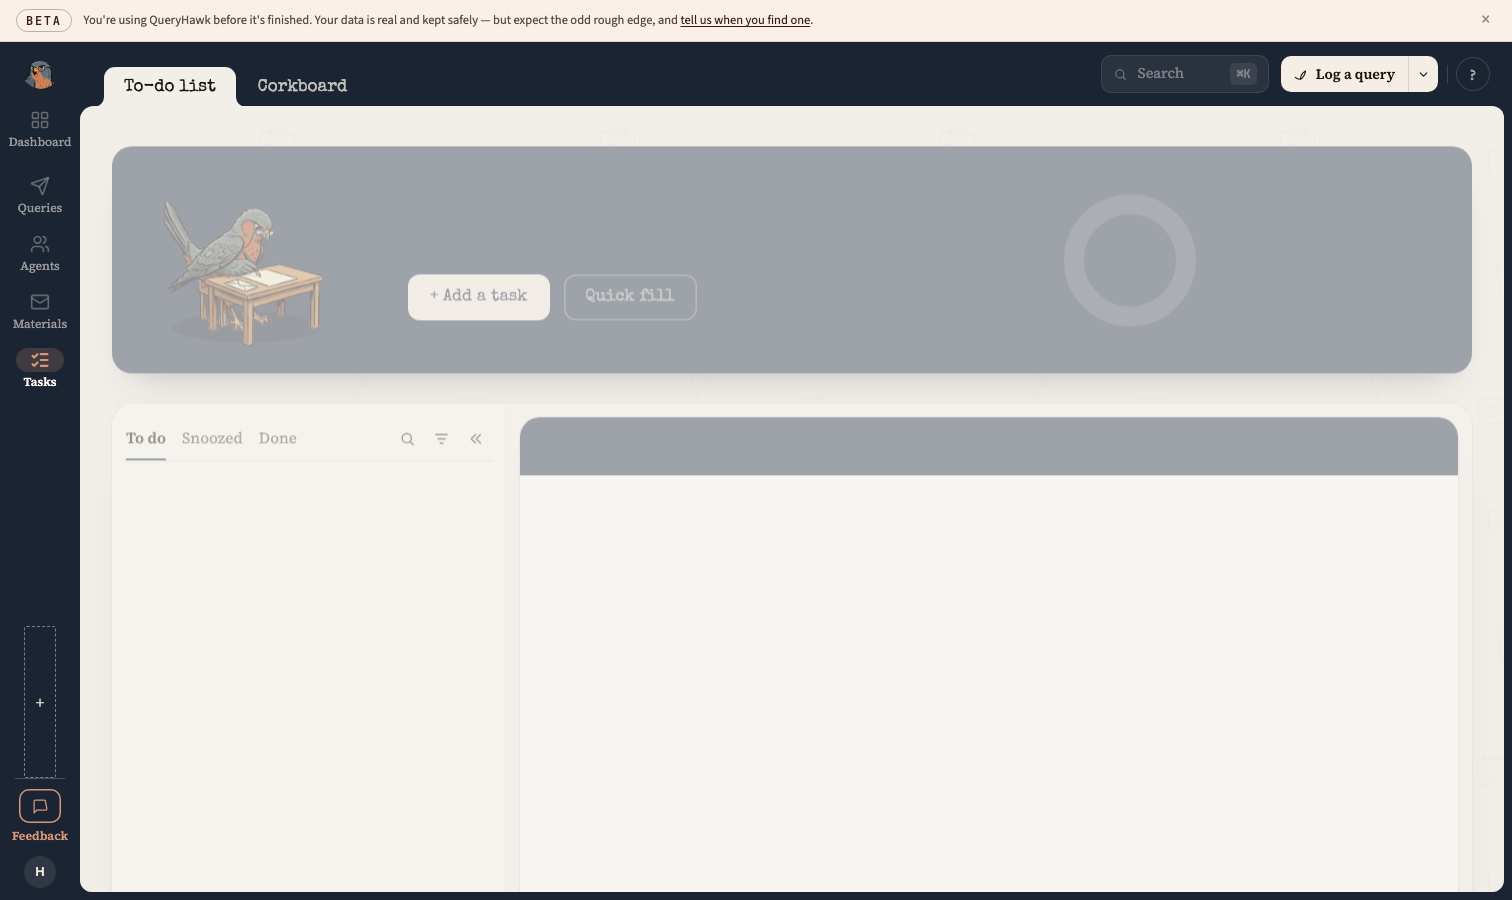 BETA You're using QueryHawk before it's finished. Your data is real and kept safely — but expect the odd rough edge, and tell us when you find one. ×
To-do list Corkboard Search ⌘K Log a query ?
Dashboard
Queries
Agents
Materials
Tasks
+ Add a task Quick fill
To do Snoozed Done
+
Feedback
H